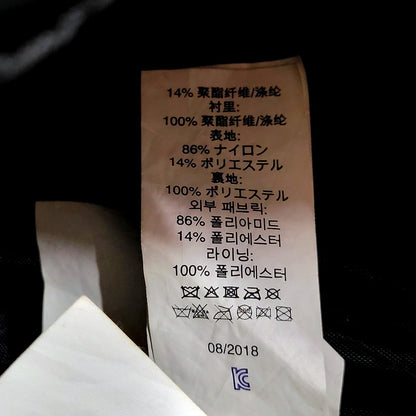 14% 聚酯纤维/涤纶
衬里:
100% 聚酯纤维/涤纶
表地:
86% ナイロン
14% ポリエステル
裏地:
100% ポリエステル
외부 패브릭:
86% 폴리아미드
14% 폴리에스터
라이닝:
100% 폴리에스터
08/2018